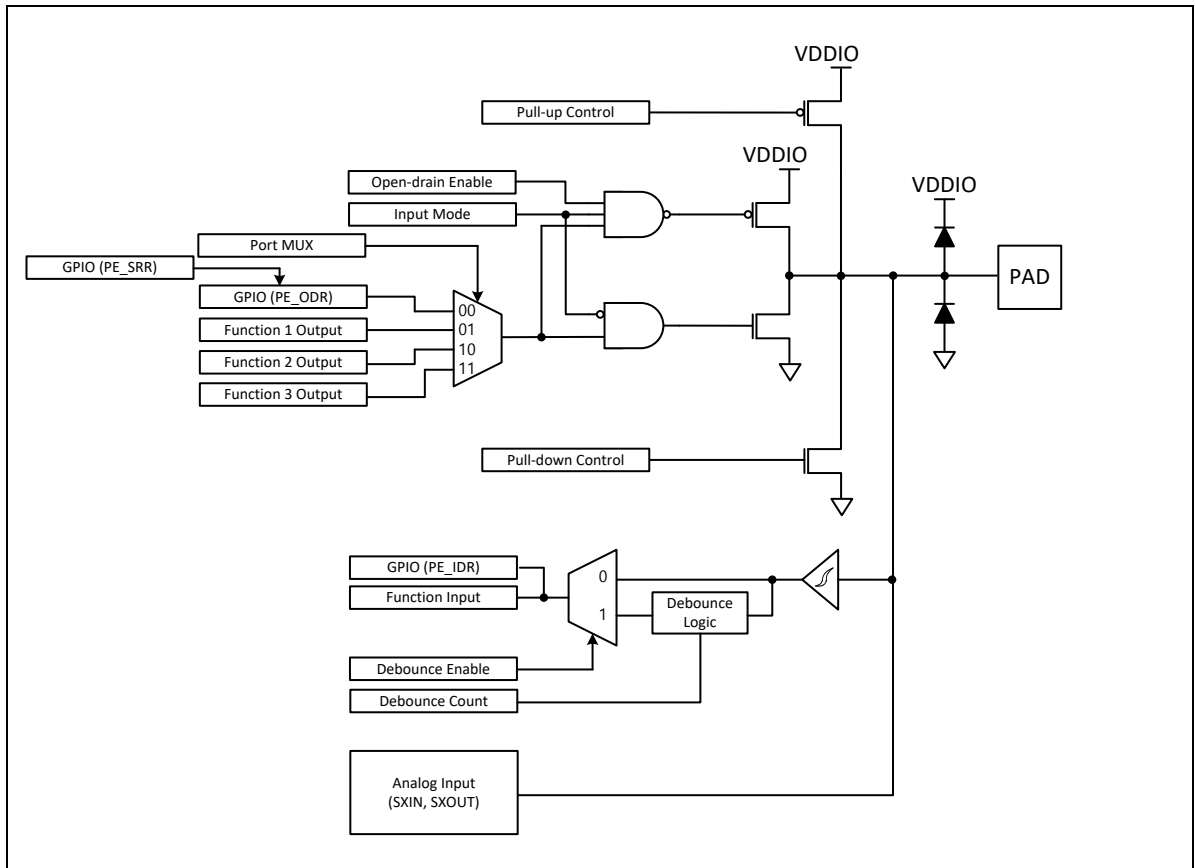 VDDIO
Pull-up Control
VDDIO
Open-drain Enable
VDDIO
Input Mode
Port MUX
GPIO (PE_SRR)
PAD
GPIO (PE_ODR)
00
Function 1 Output
01
Function 2 Output
10
Function 3 Output
11
Pull-down Control
GPIO (PE_IDR)
0
Function Input
1
Debounce
Logic
Debounce Enable
Debounce Count
Analog Input
(SXIN, SXOUT)